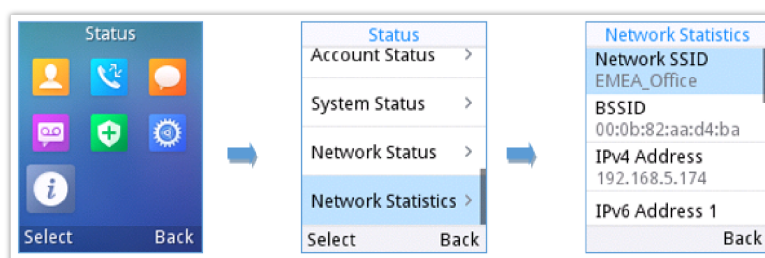 Status
Select Back
Status
Account Status
System Status
Network Status
Network Statistics
Select Back
Network Statistics
Network SSID
EMEA_Office
BSSID
00:0b:82:aa:d4:ba
IPv4 Address
192.168.5.174
IPv6 Address 1
Back